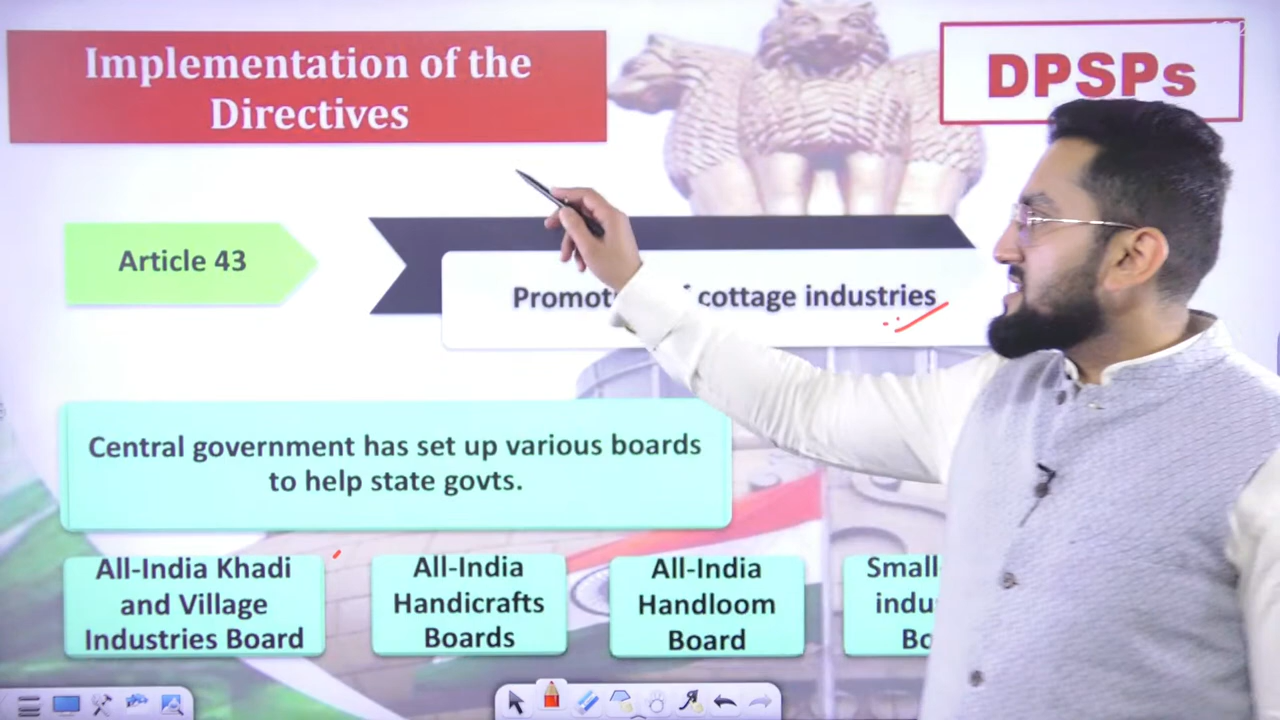 Implementation of the
Directives
DPSPs
Article 43
cottage industries
Central government has set up various boards
to help state govts.
All-India Khadi
and Village
Industries Board
All-India
Handicrafts
Boards
All-India
Handloom
Board